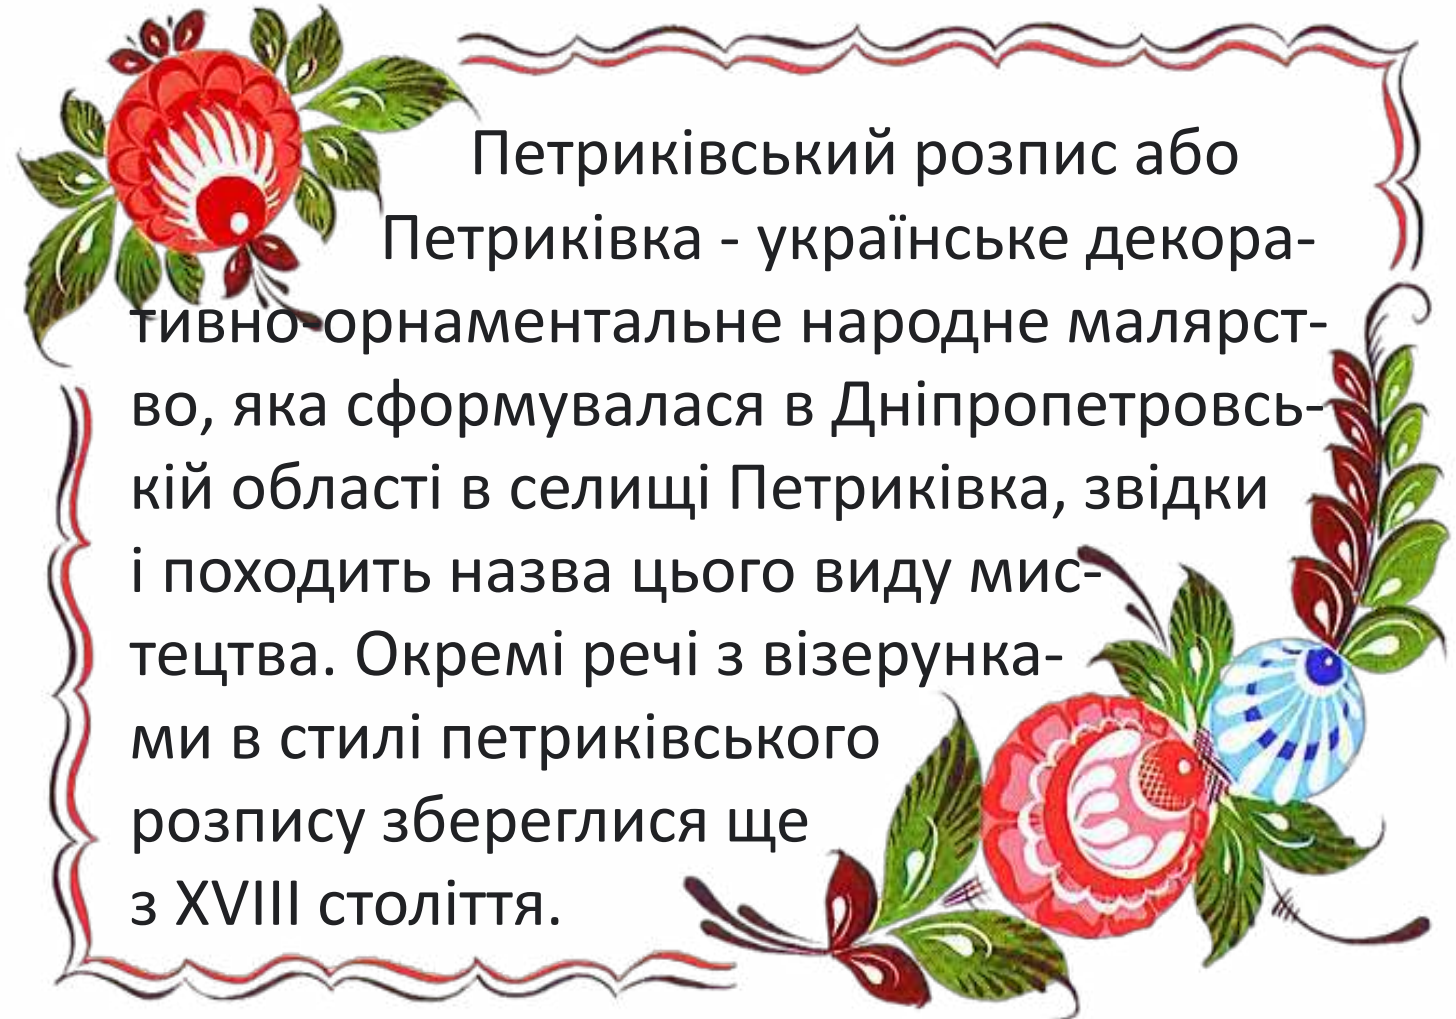 Петриківський розпис або
Петриківка - українське декора-
тивно-орнаментальне народне малярст-
во, яка сформувалася в Дніпропетровсь-
кій області в селищі Петриківка, звідки
і походить назва цього виду мис-
тецтва. Окремі речі з візерунка-
ми в стилі петриківського
розпису збереглися ще
з XVIII століття.